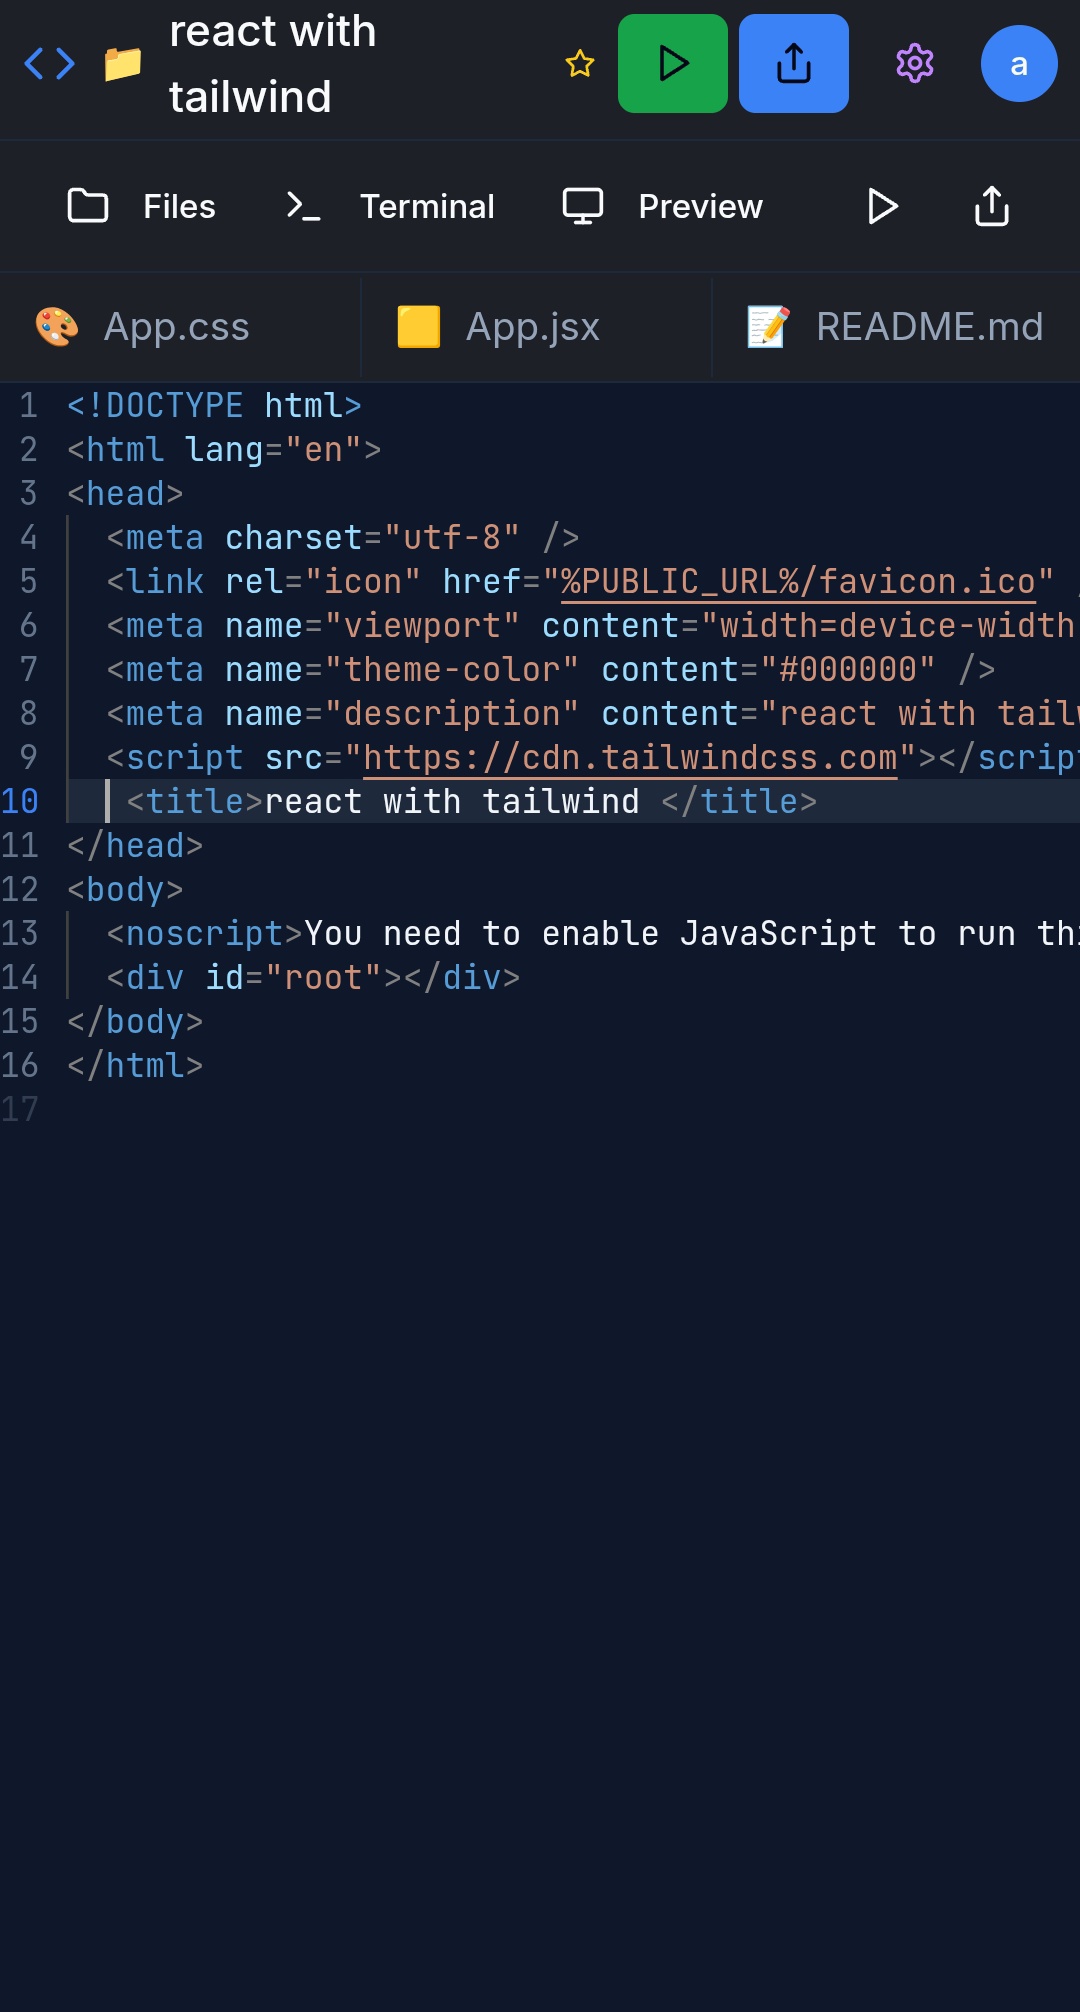 react with
tailwind
a
Files
Terminal
Preview
App.css
App.jsx
README.md
1 <!DOCTYPE html>
2 <html lang="en">
3 <head>
4   <meta charset="utf-8" />
5   <link rel="icon" href="%PUBLIC_URL%/favicon.ico" /
6   <meta name="viewport" content="width=device-width
7   <meta name="theme-color" content="#000000" />
8   <meta name="description" content="react with tailw
9   <script src="https://cdn.tailwindcss.com"></script
10    <title>react with tailwind </title>
11 </head>
12 <body>
13   <noscript>You need to enable JavaScript to run thi
14   <div id="root"></div>
15 </body>
16 </html>
17